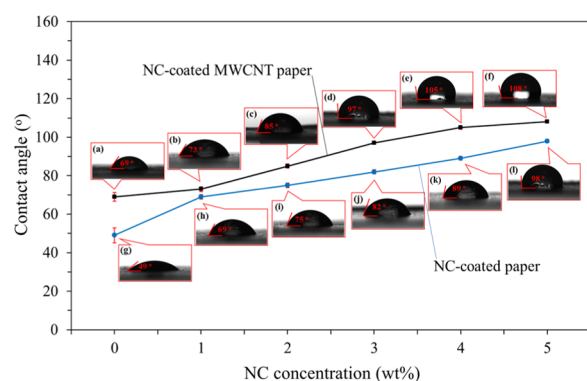 160
140
120
100
80
60
40
20
0
Contact angle (°)
NC-coated MWCNT paper
NC-coated paper
(a)
69°
(b)
73°
(c)
85°
(d)
97°
(e)
105°
(f)
108°
(g)
49°
(h)
69°
(i)
75°
(j)
82°
(k)
89°
(l)
98°
0 1 2 3 4 5
NC concentration (wt%)